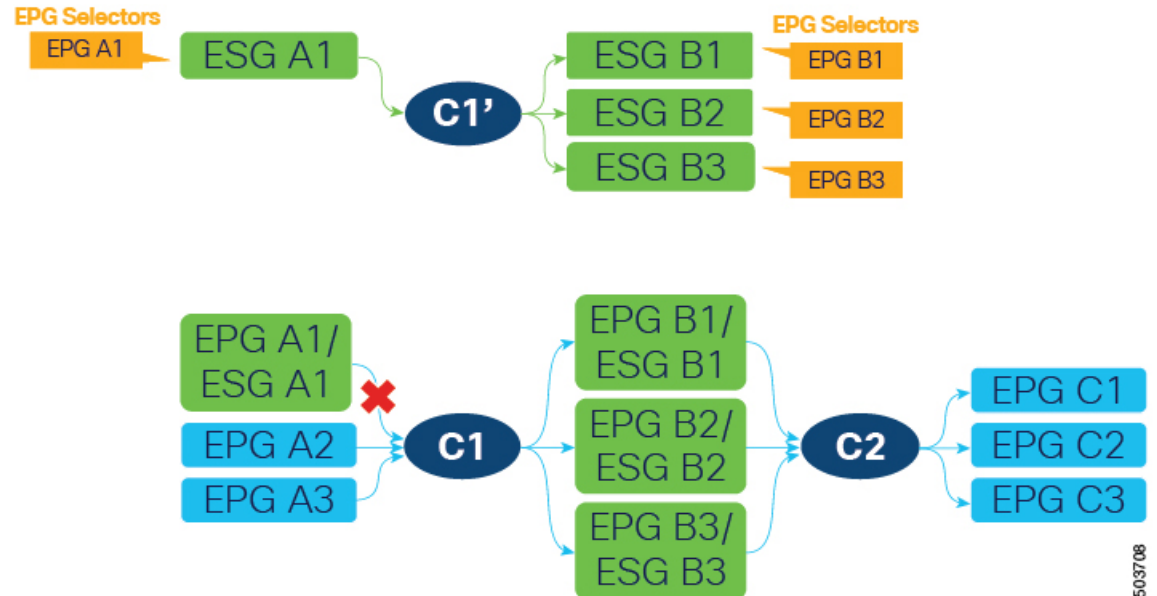 EPG Selectors
EPG A1
ESG A1
C1’
ESG B1
ESG B2
ESG B3
EPG Selectors
EPG B1
EPG B2
EPG B3
EPG A1/
ESG A1
EPG A2
EPG A3
C1
EPG B1/
ESG B1
EPG B2/
ESG B2
EPG B3/
ESG B3
C2
EPG C1
EPG C2
EPG C3
503708